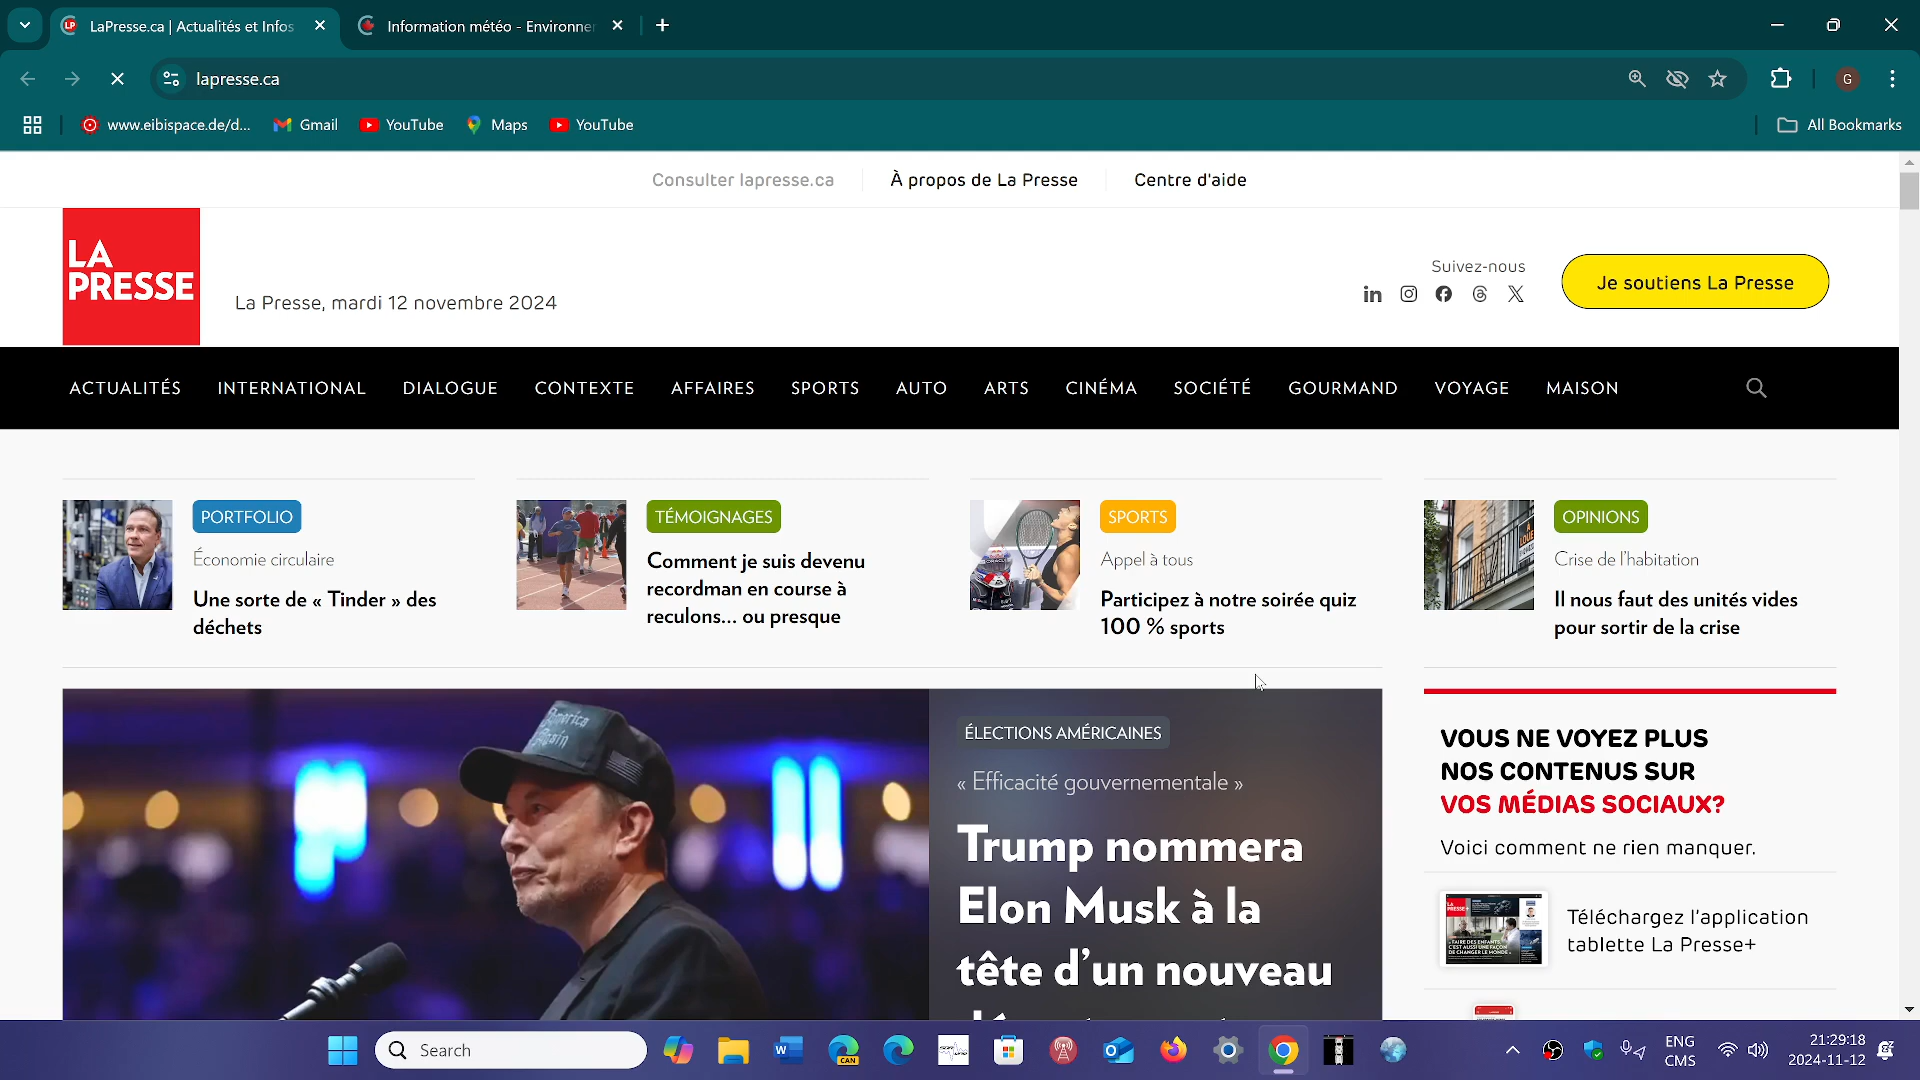 LaPresse.ca | Actualités et Infos
Information météo - Environne
lapresse.ca
G
www.eibispace.de/d...
Gmail
YouTube
Maps
YouTube
All Bookmarks
Consulter lapresse.ca
À propos de La Presse
Centre d'aide
LA
PRESSE
La Presse, mardi 12 novembre 2024
Suivez-nous
Je soutiens La Presse
ACTUALITÉS
INTERNATIONAL
DIALOGUE
CONTEXTE
AFFAIRES
SPORTS
AUTO
ARTS
CINÉMA
SOCIÉTÉ
GOURMAND
VOYAGE
MAISON
PORTFOLIO
Économie circulaire
Une sorte de « Tinder » des
déchets
TÉMOIGNAGES
Comment je suis devenu
recordman en course à
reculons... ou presque
SPORTS
Appel à tous
Participez à notre soirée quiz
100 % sports
OPINIONS
Crise de l'habitation
Il nous faut des unités vides
pour sortir de la crise
America
Again
ÉLECTIONS AMÉRICAINES
« Efficacité gouvernementale »
Trump nommera
Elon Musk à la
tête d'un nouveau
VOUS NE VOYEZ PLUS
NOS CONTENUS SUR
VOS MÉDIAS SOCIAUX?
Voici comment ne rien manquer.
Téléchargez l'application
tablette La Presse+
Search
CAN
ENG
CMS
21:29:18
2024-11-12